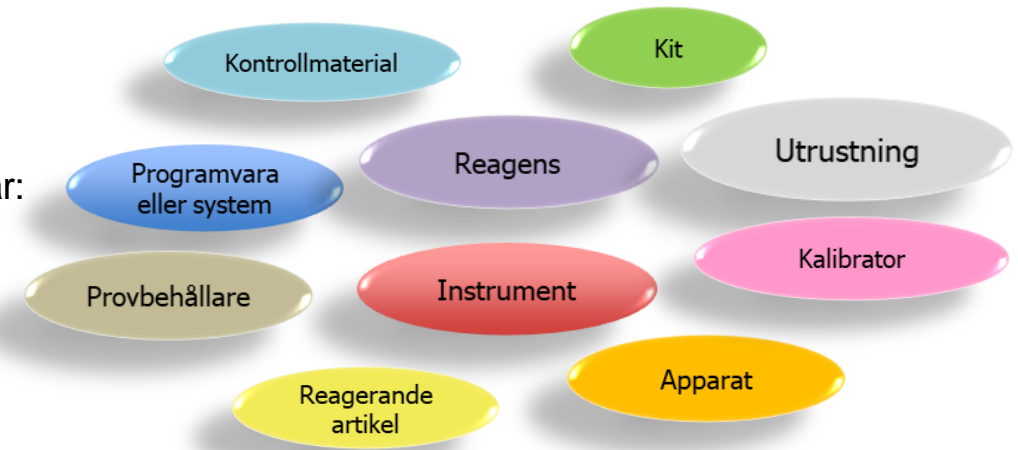 Kontrollmaterial
Kit
Reagens
Utrustning
Programvara
eller system
Kalibrator
Provbehållare
Instrument
Apparat
Reagerande
artikel